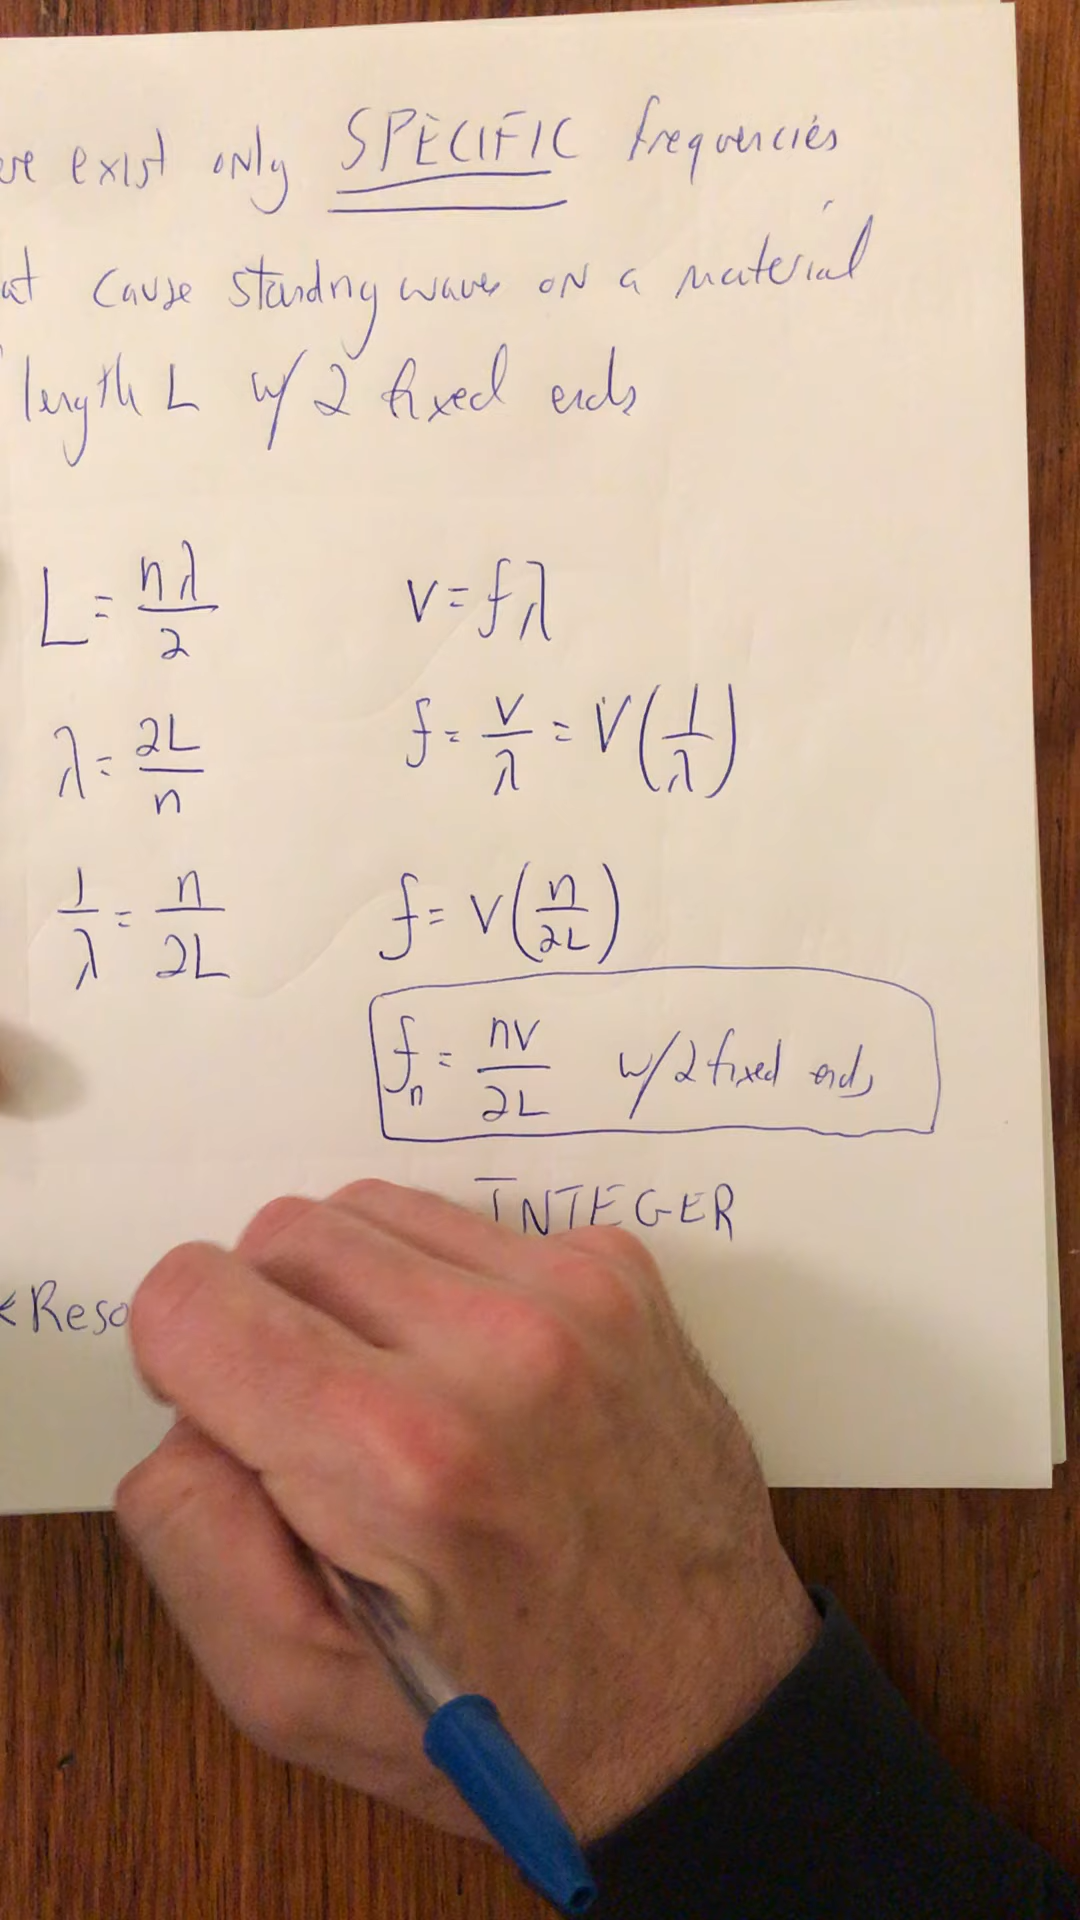 exist only SPECIFIC frequencies
cause standing waves on a material
length L w/ 2 fixed ends
L = nλ/2
v = fλ
λ = 2L/n
f = v/λ = V(1/λ)
1/λ = n/2L
f = v(n/2L)
fₙ = nv/2L w/2 fixed ends
INTEGER